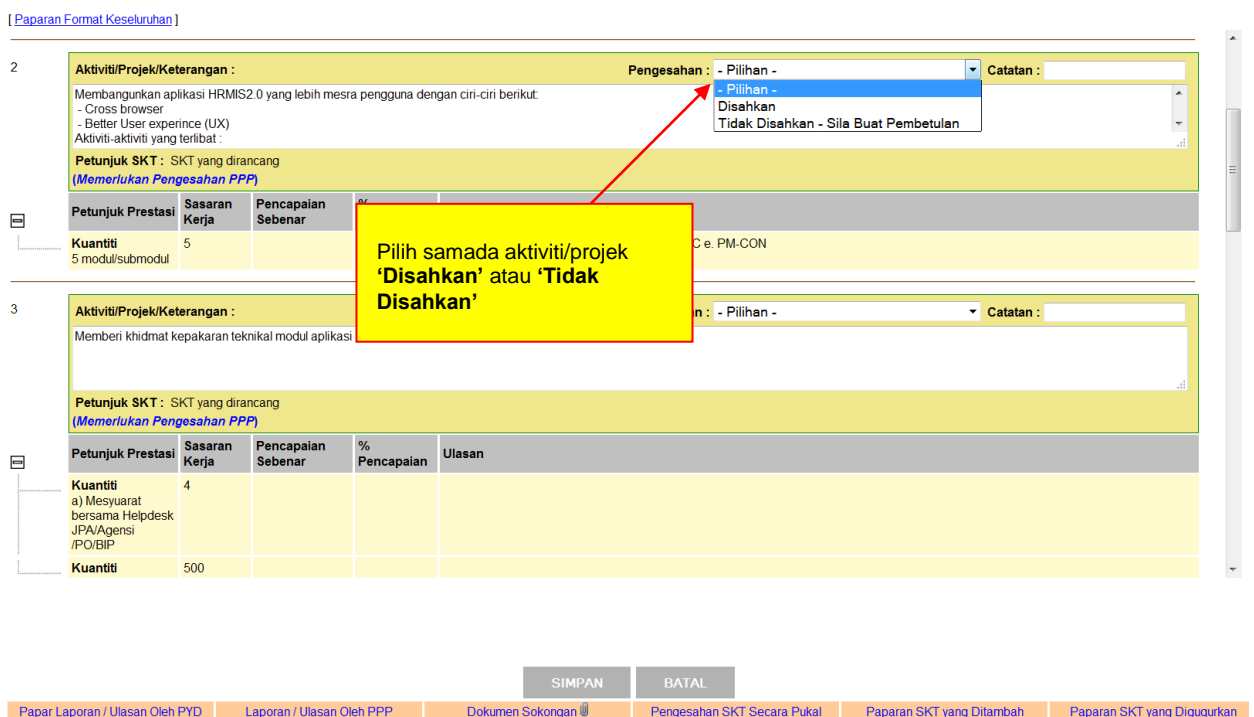 [ Paparan Format Keseluruhan ]
2
Aktiviti/Projek/Keterangan :
Pengesahan : - Pilihan -
Catatan :
- Pilihan -
Disahkan
Tidak Disahkan - Sila Buat Pembetulan
Membangunkan aplikasi HRMIS2.0 yang lebih mesra pengguna dengan ciri-ciri berikut:
- Cross browser
- Better User experince (UX)
Aktiviti-aktiviti yang terlibat :
Petunjuk SKT : SKT yang dirancang
(Memerlukan Pengesahan PPP)
Petunjuk Prestasi Sasaran Kerja Pencapaian Sebenar %
Kuantiti 5
5 modul/submodul
e. PM-CON
Pilih samada aktiviti/projek
‘Disahkan’ atau ‘Tidak
Disahkan’
3
Aktiviti/Projek/Keterangan :
: - Pilihan -
Catatan :
Memberi khidmat kepakaran teknikal modul aplikasi
Petunjuk SKT : SKT yang dirancang
(Memerlukan Pengesahan PPP)
Petunjuk Prestasi Sasaran Kerja Pencapaian Sebenar % Pencapaian Ulasan
Kuantiti 4
a) Mesyuarat
bersama Helpdesk
JPA/Agensi
/PO/BIP
Kuantiti 500
SIMPAN BATAL
Papar Laporan / Ulasan Oleh PYD Laporan / Ulasan Oleh PPP Dokumen Sokongan Pengesahan SKT Secara Pukal Paparan SKT yang Ditambah Paparan SKT yang Digugurkan